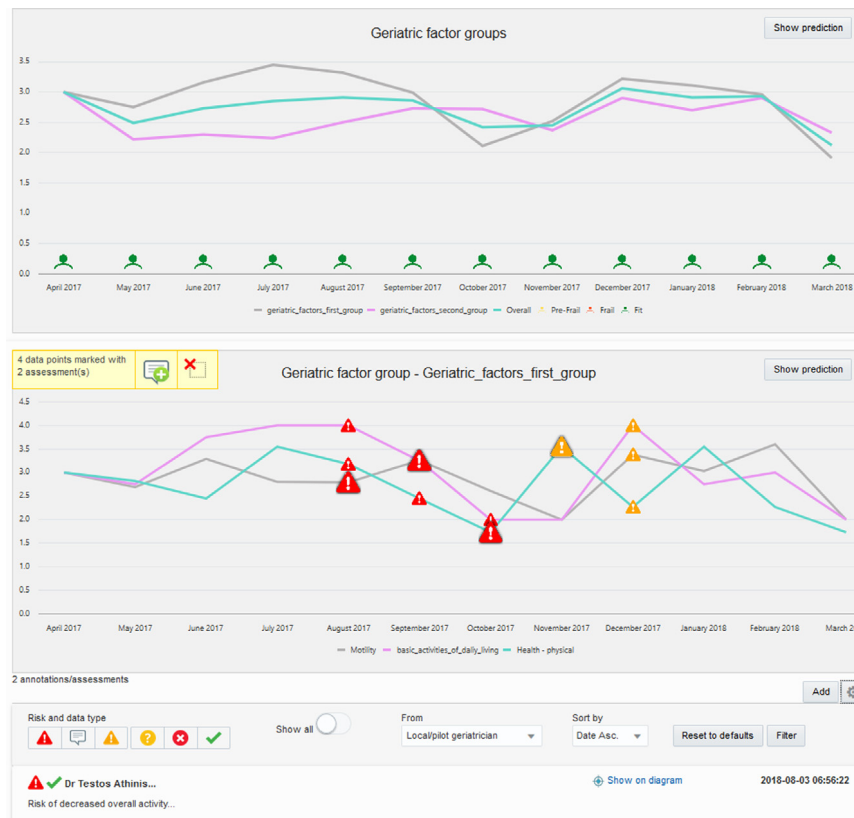 Geriatric factor groups
Show prediction
3.5
3.0
2.5
2.0
1.5
1.0
0.5
0.0
April 2017 May 2017 June 2017 July 2017 August 2017 September 2017 October 2017 November 2017 December 2017 January 2018 February 2018 March 2018
geriatric_factors_first_group geriatric_factors_second_group Overall Pre-Frail Frail Fit
4 data points marked with
2 assessment(s)
Geriatric factor group - Geriatric_factors_first_group
Show prediction
4.5
4.0
3.5
3.0
2.5
2.0
1.5
1.0
0.5
0.0
April 2017 May 2017 June 2017 July 2017 August 2017 September 2017 October 2017 November 2017 December 2017 January 2018 February 2018 March 2
Motility basic_activities_of_daily_living Health - physical
2 annotations/assessments
Add
Risk and data type
Show all
From
Local/pilot geriatrician
Sort by
Date Asc.
Reset to defaults
Filter
Dr Testos Athinis...
Show on diagram
2018-08-03 06:56:22
Risk of decreased overall activity...